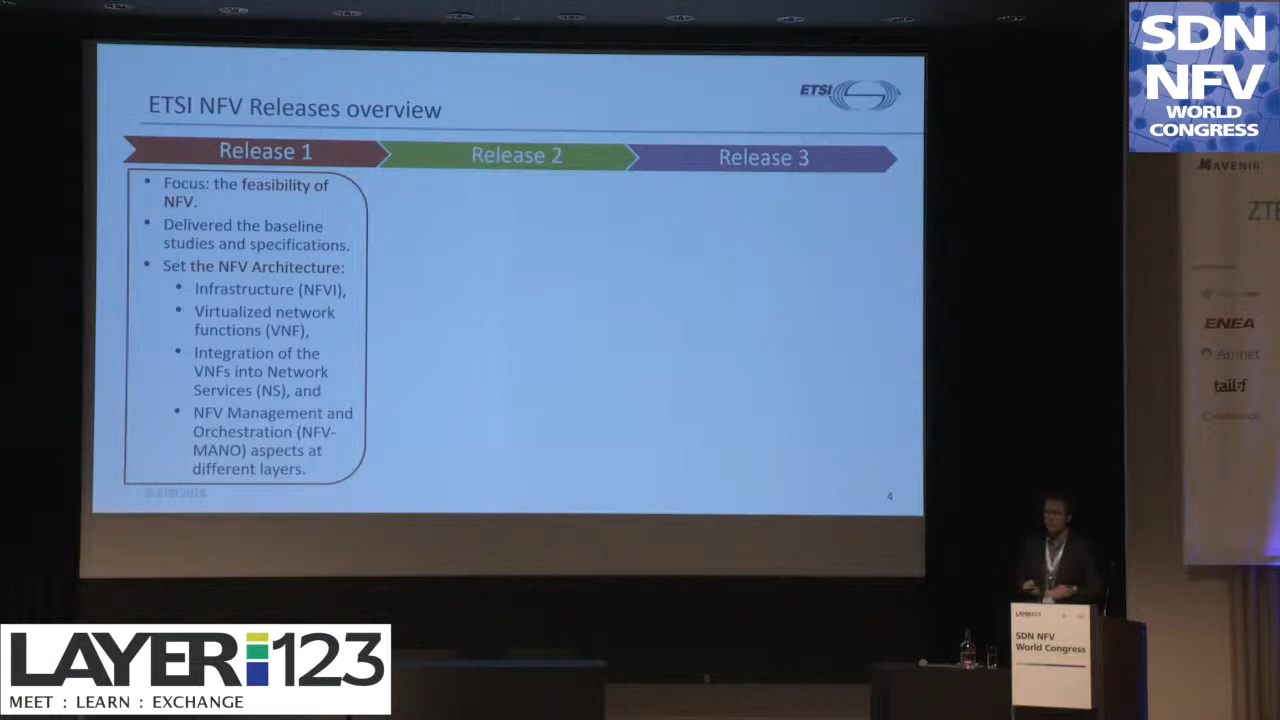 SDN
NFV
WORLD
CONGRESS
ETSI NFV Releases overview
ETSI
Release 1
Release 2
Release 3
• Focus: the feasibility of
NFV.
• Delivered the baseline
studies and specifications.
• Set the NFV Architecture:
• Infrastructure (NFVI),
• Virtualized network
functions (VNF),
• Integration of the
VNFs into Network
Services (NS), and
• NFV Management and
Orchestration (NFV-
MANO) aspects at
different layers.
4
MAVENIR
ZTE
ENEA
tail-f
LAYER123
SDN NFV
World Congress
LAYER123
MEET : LEARN : EXCHANGE